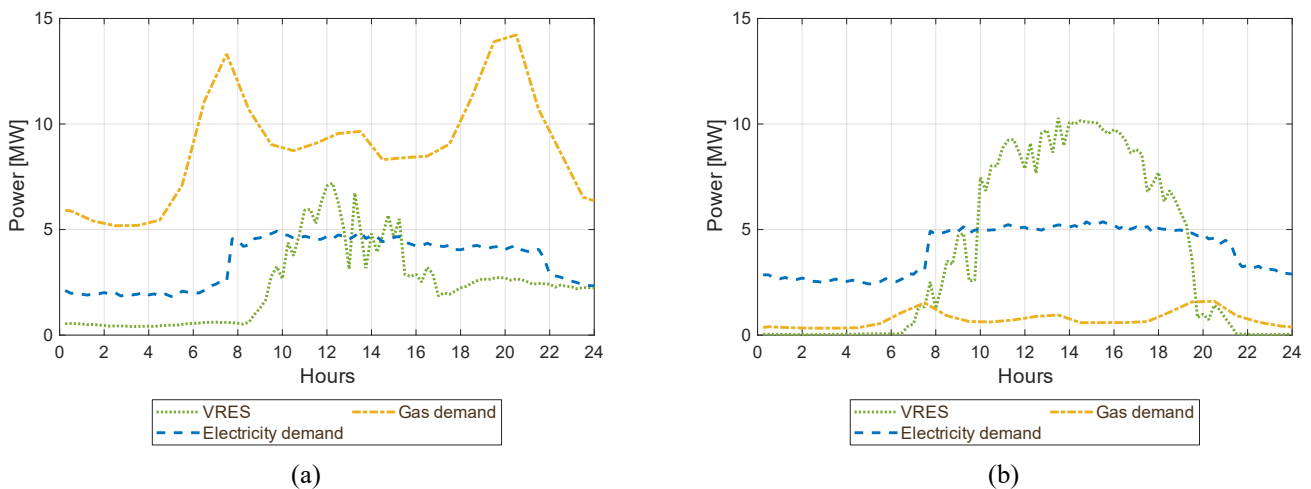 Power [MW]
15
10
5
0
0 2 4 6 8 10 12 14 16 18 20 22 24
Hours
VRES Gas demand
Electricity demand
(a)
Power [MW]
15
10
5
0
0 2 4 6 8 10 12 14 16 18 20 22 24
Hours
VRES Gas demand
Electricity demand
(b)